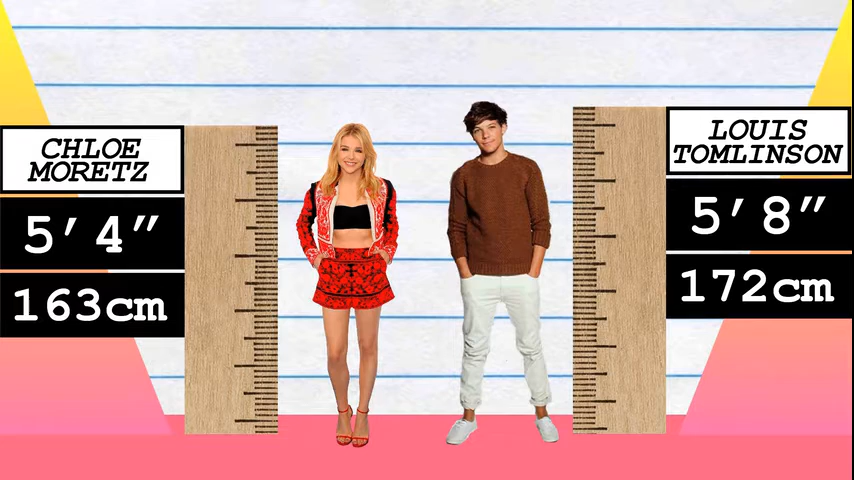 CHLOE
MORETZ
5’4”
163cm
LOUIS
TOMLINSON
5’8”
172cm